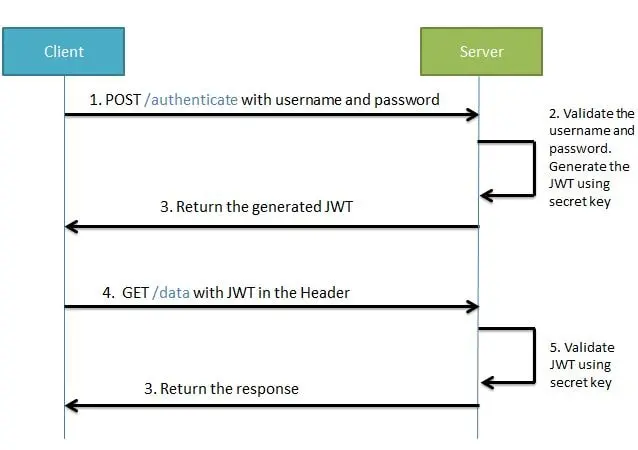 Client
Server
1. POST /authenticate with username and password
2. Validate the
username and
password.
Generate the
JWT using
secret key
3. Return the generated JWT
4. GET /data with JWT in the Header
5. Validate
JWT using
secret key
3. Return the response